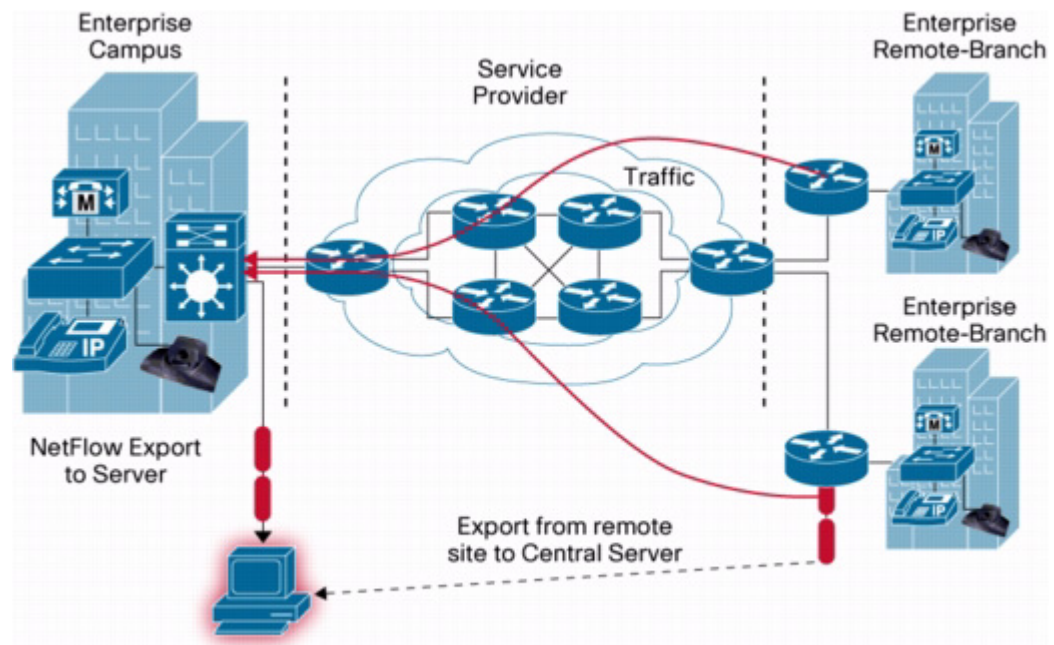 Enterprise
Campus
Service
Provider
Enterprise
Remote-Branch
Traffic
M
IP
M
IP
Enterprise
Remote-Branch
M
IP
NetFlow Export
to Server
Export from remote
site to Central Server